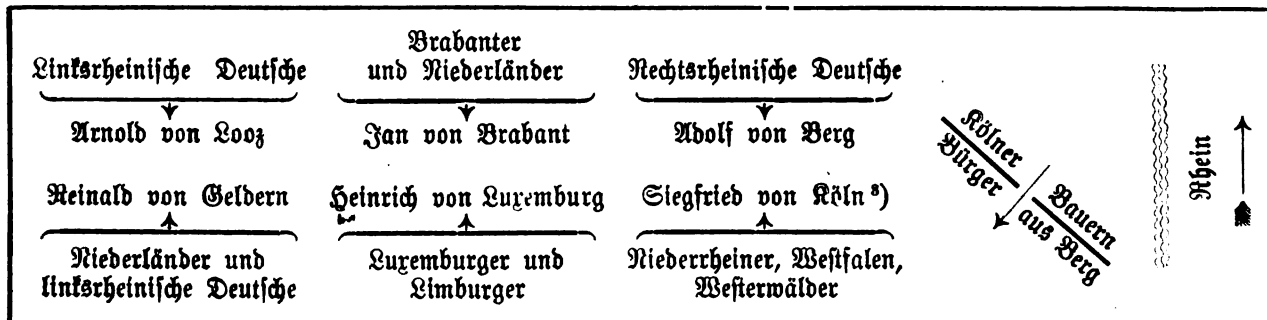 Linksrheinische Deutsche
Arnold von Looz
Brabanter
und Niederländer
Jan von Brabant
Rechtsrheinische Deutsche
Adolf von Berg
Reinald von Geldern
Niederländer und
linksrheinische Deutsche
Heinrich von Luxemburg
Luxemburger und
Limburger
Siegfried von Köln ⁸)
Niederrheiner, Westfalen,
Westerwälder
Kölner
Bürger
Bauern
aus Berg
Rhein